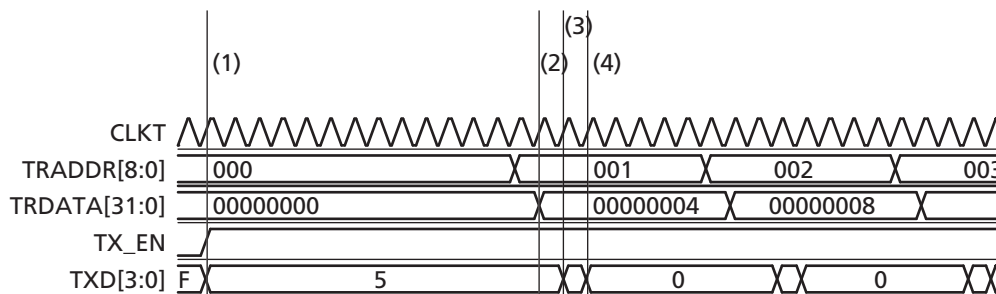 (3)
(1) (2) (4)
CLKT
TRADDR[8:0] 000 001 002 003
TRDATA[31:0] 00000000 00000004 00000008
TX_EN
TXD[3:0] F 5 0 0